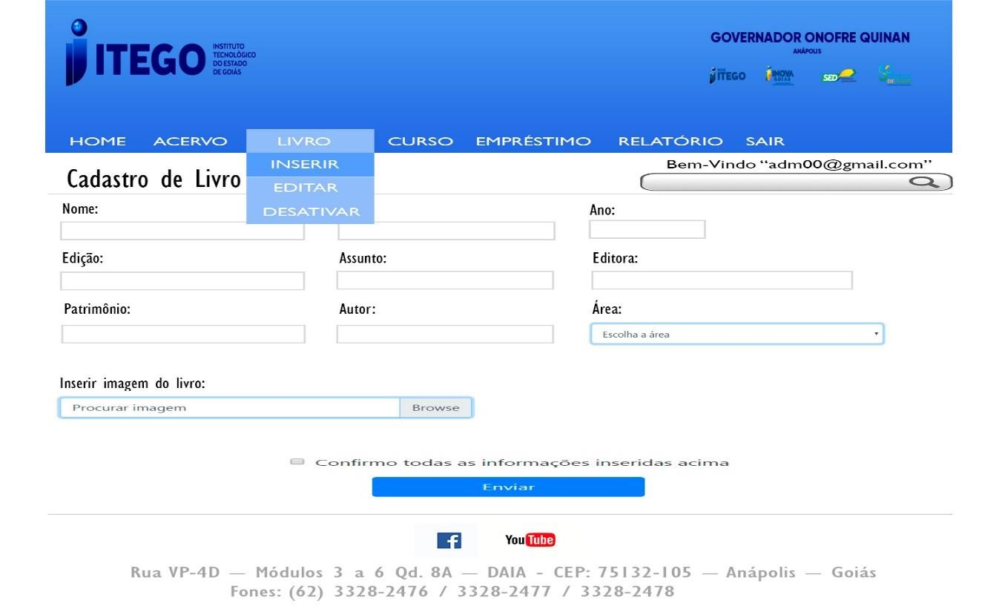 ITEGO
INSTITUTO
TECNOLÓGICO
DO ESTADO
DE GOIÁS
GOVERNADOR ONOFRE QUINAN
ANÁPOLIS
ITEGO INOVA GOIÁS SED
HOME ACERVO LIVRO CURSO EMPRÉSTIMO RELATÓRIO SAIR
INSERIR
EDITAR
DESATIVAR
Bem-Vindo “adm00@gmail.com”
Cadastro de Livro
Nome: Ano:
Edição: Assunto: Editora:
Patrimônio: Autor: Área:
Escolha a área
Inserir imagem do livro:
Procurar imagem Browse
Confirmo todas as informações inseridas acima
Enviar
f YouTube
Rua VP-4D — Módulos 3 a 6 Qd. 8A — DAIA - CEP: 75132-105 — Anápolis — Goiás
Fones: (62) 3328-2476 / 3328-2477 / 3328-2478